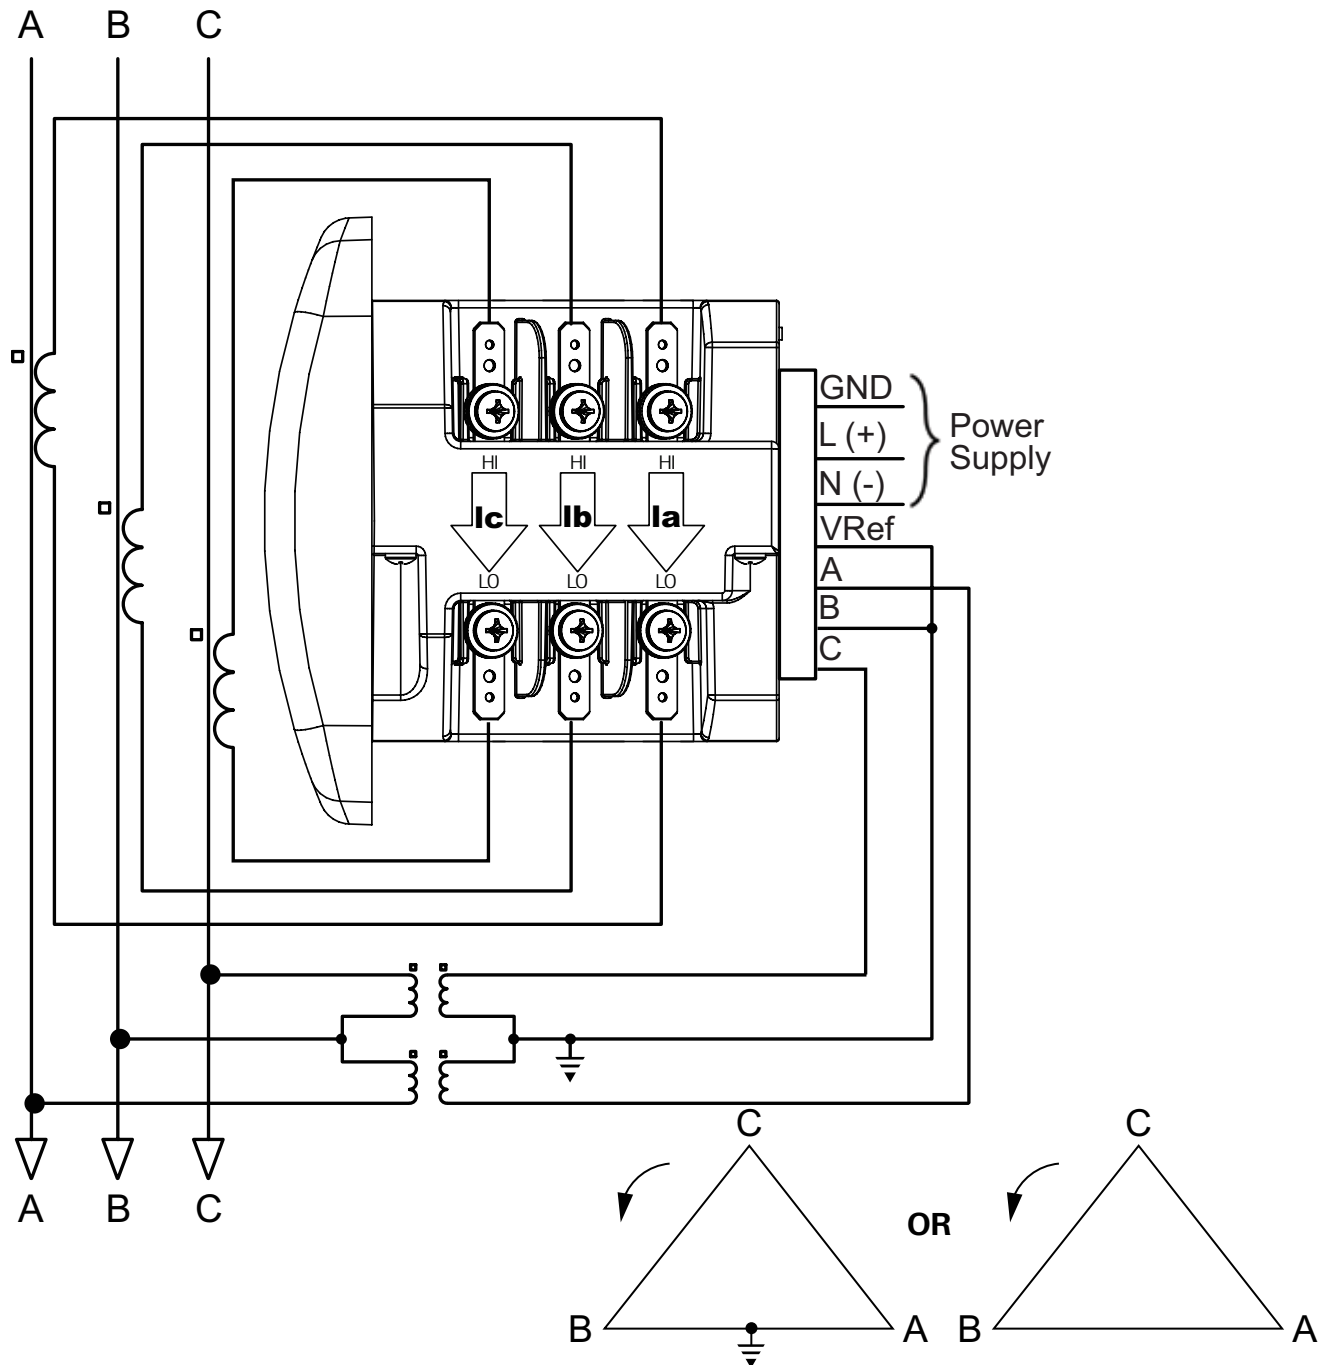 A B C
GND
L (+)
N (-)
Power
Supply
VRef
A
B
C
HI HI HI
Ic Ib Ia
LO LO LO
A B C
C
B A
OR
C
B A